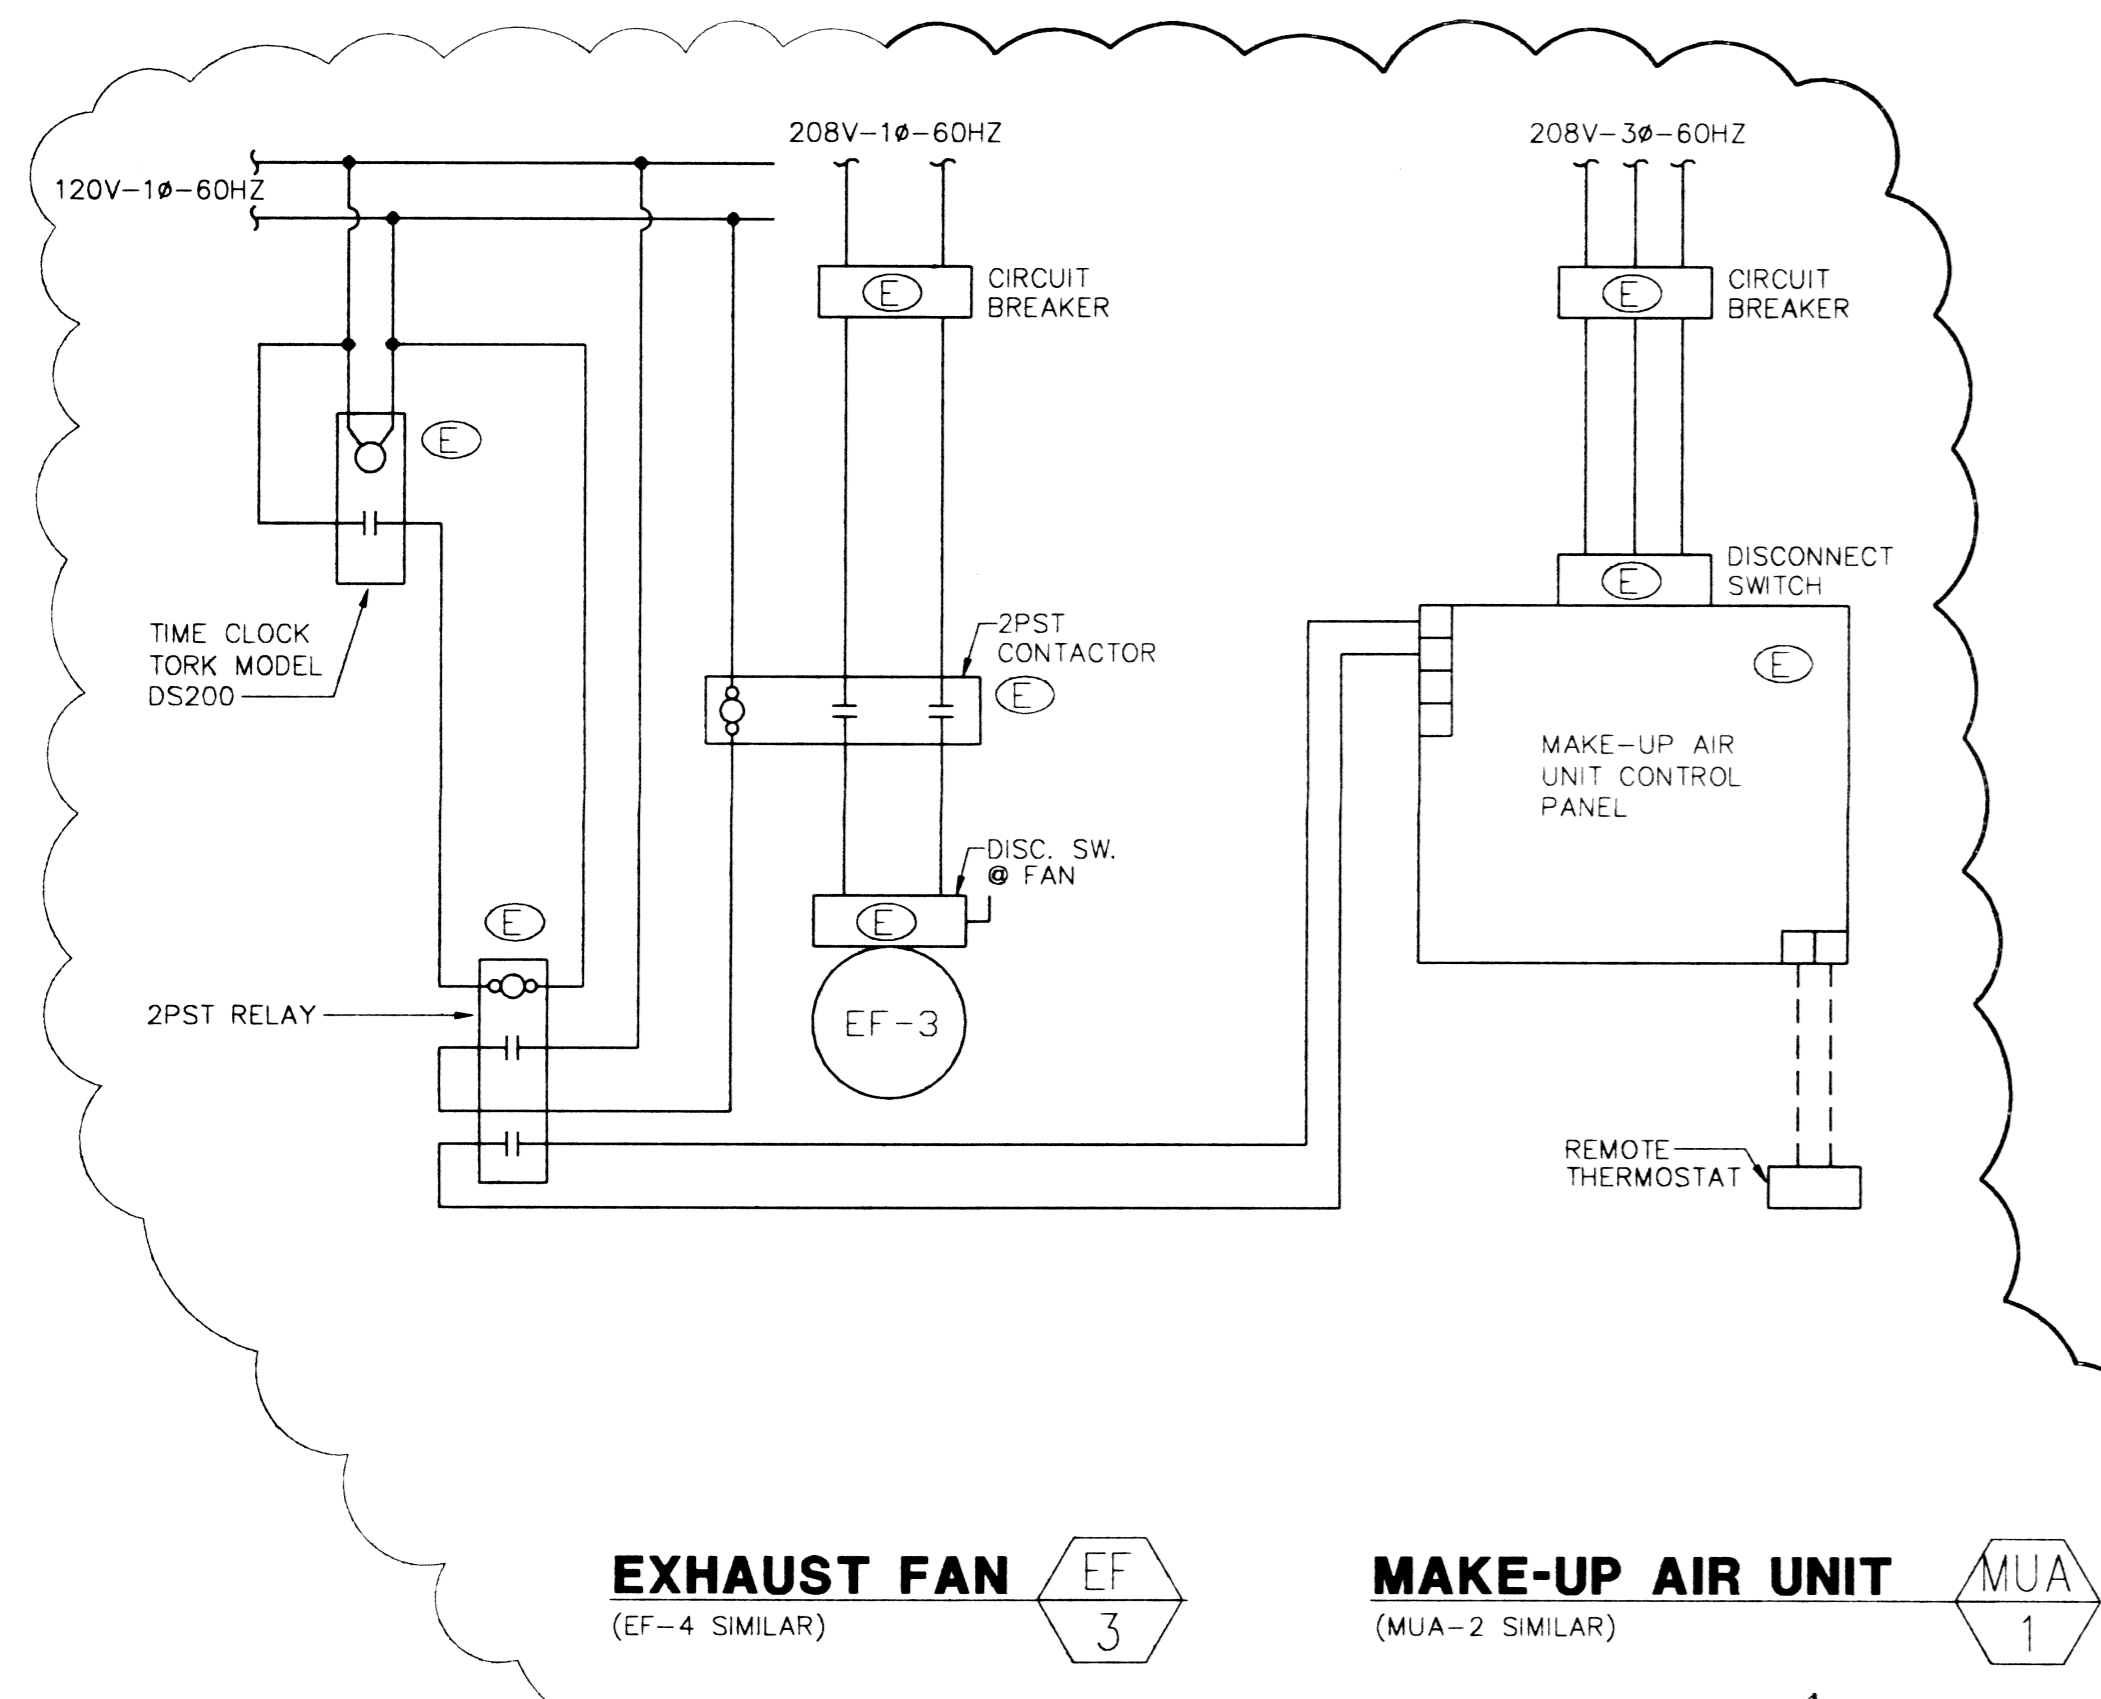 208V-1ø-60HZ
208V-3ø-60HZ
120V-1ø-60HZ
E
CIRCUIT
BREAKER
E
CIRCUIT
BREAKER
E
E
DISCONNECT
SWITCH
TIME CLOCK
TORK MODEL
DS200
2PST
CONTACTOR
E
E
MAKE-UP AIR
UNIT CONTROL
PANEL
DISC. SW.
@ FAN
E
E
2PST RELAY
EF-3
REMOTE
THERMOSTAT
EXHAUST FAN
EF
3
(EF-4 SIMILAR)
MAKE-UP AIR UNIT
MUA
1
(MUA-2 SIMILAR)